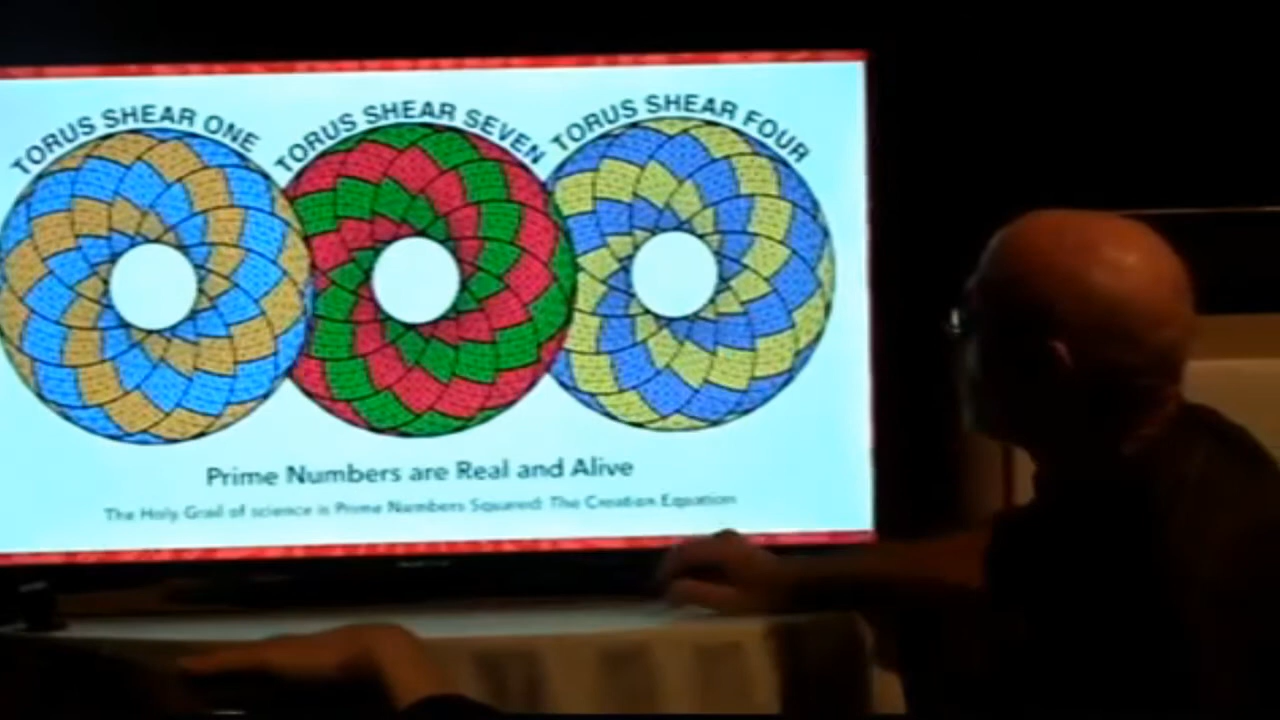 TORUS SHEAR ONE
TORUS SHEAR SEVEN
TORUS SHEAR FOUR
Prime Numbers are Real and Alive
The Holy Grail of science is Prime Numbers Squared: The Creation Equation